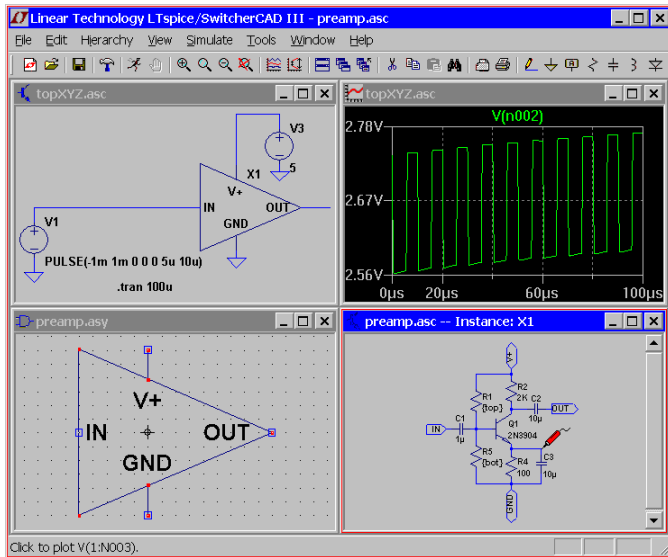 Linear Technology LTspice/SwitcherCAD III - preamp.asc
File Edit Hierarchy View Simulate Tools Window Help
topXYZ.asc
V3
5
X1
V+
IN
OUT
GND
V1
PULSE(-1m 1m 0 0 0 5u 10u)
.tran 100u
topXYZ.asc
V(n002)
2.78V
2.67V
2.56V
0µs 20µs 60µs 100µs
preamp.asy
V+
IN
OUT
GND
preamp.asc -- Instance: X1
V+
R1
{top}
R2
2K
C2
10µ
OUT
IN
C1
1µ
Q1
2N3904
R5
{bot}
R4
100
C3
10µ
GND
Click to plot V(1:N003).